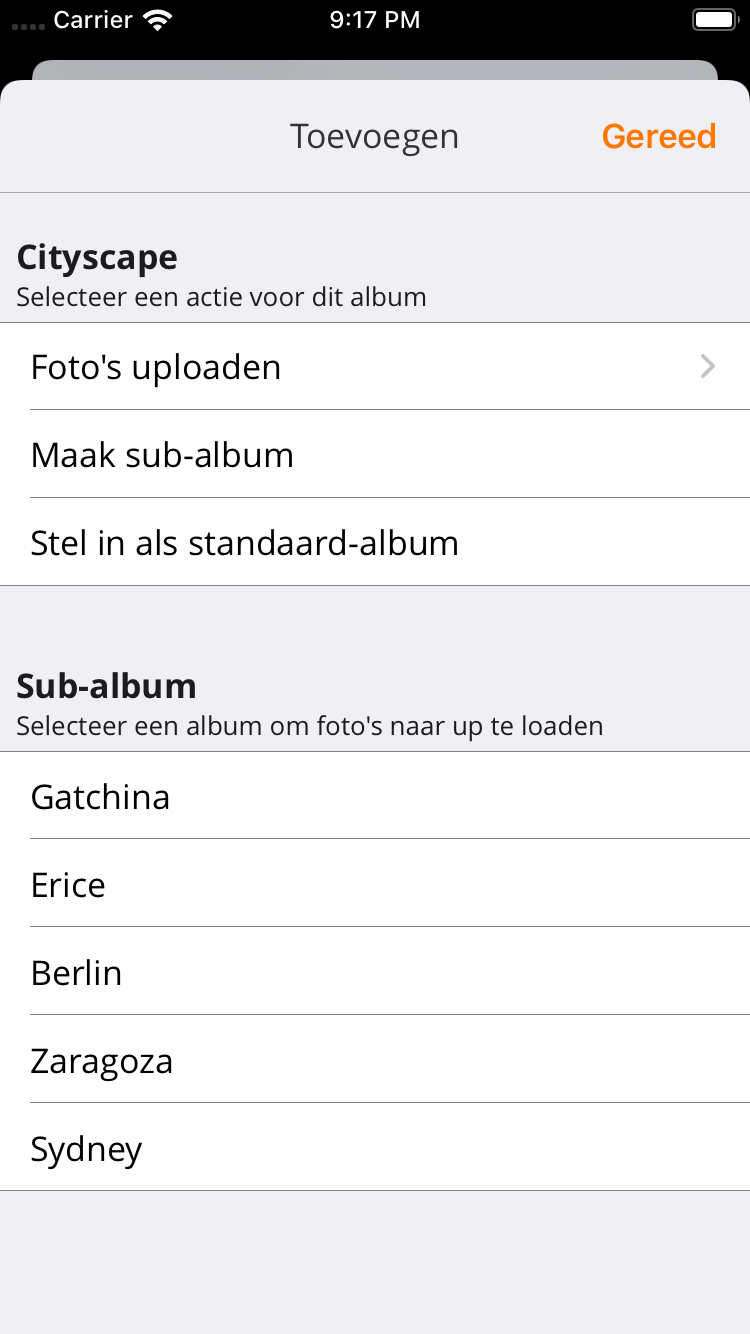 Carrier 9:17 PM
Toevoegen Gereed
Cityscape
Selecteer een actie voor dit album
Foto's uploaden
Maak sub-album
Stel in als standaard-album
Sub-album
Selecteer een album om foto's naar up te loaden
Gatchina
Erice
Berlin
Zaragoza
Sydney